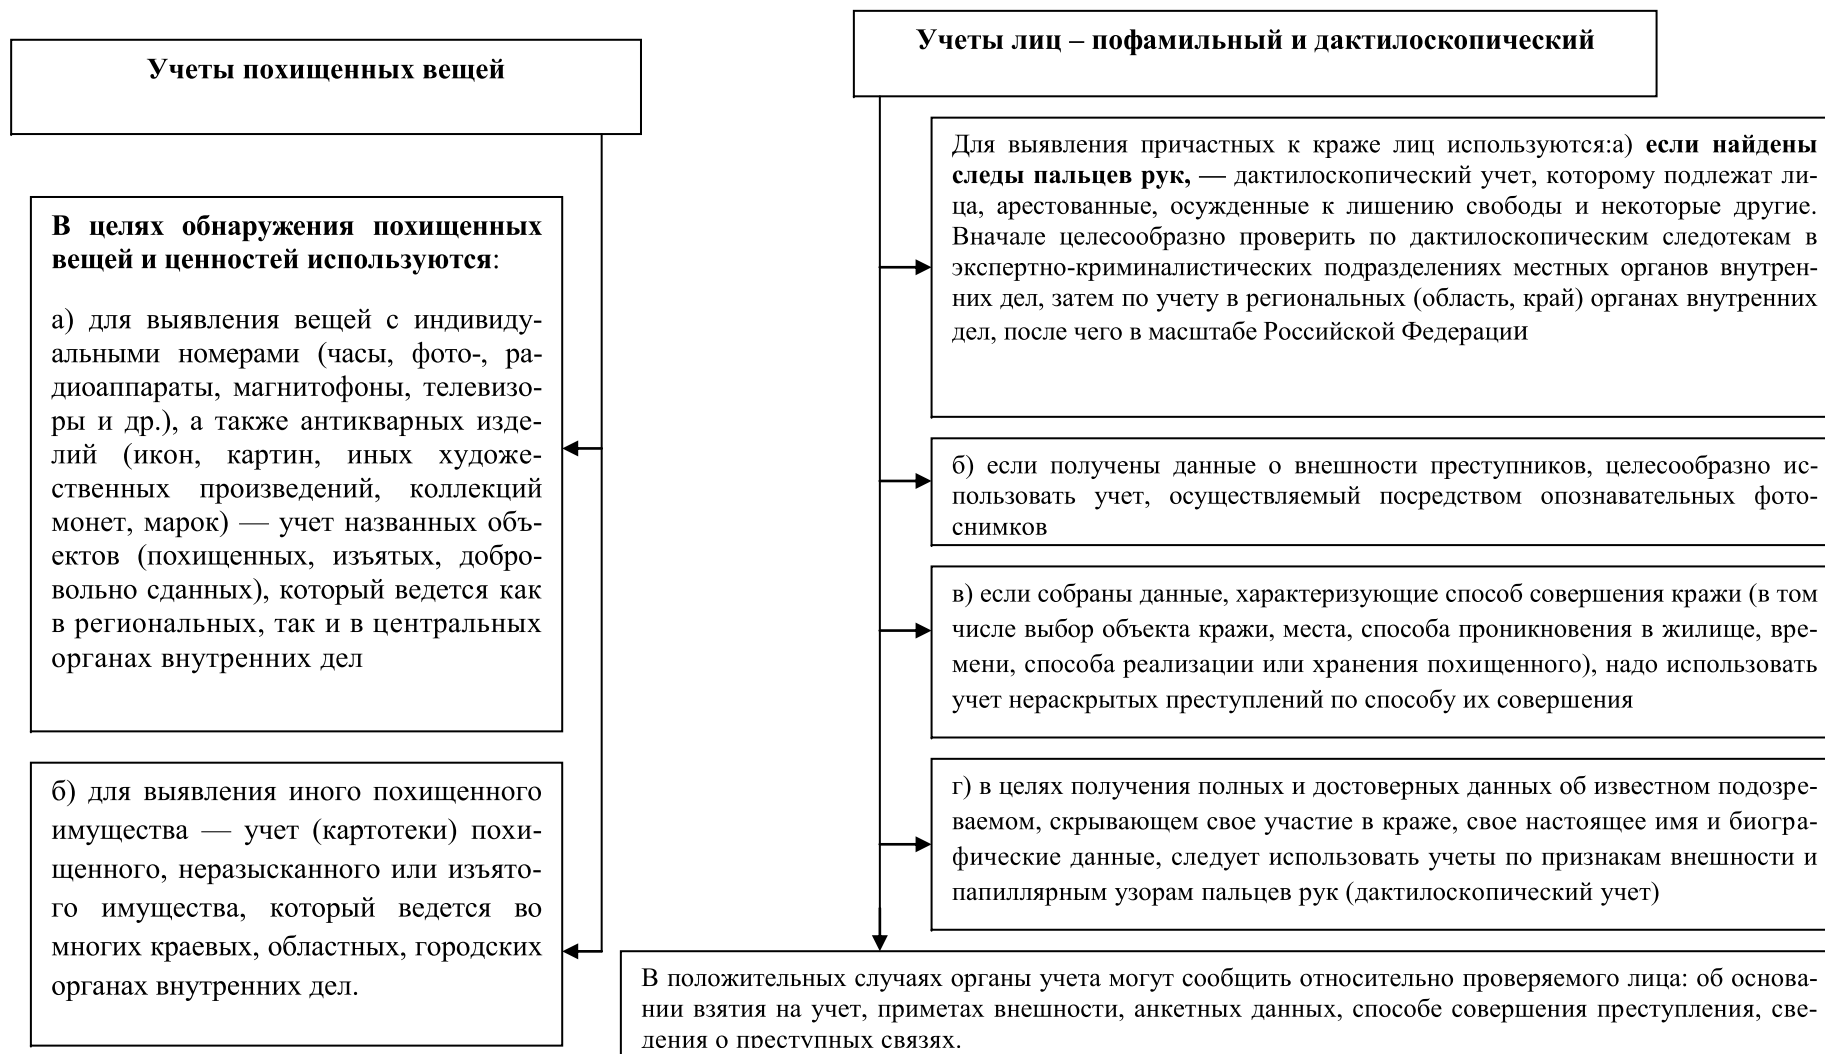 Учеты похищенных вещей
В целях обнаружения похищенных
вещей и ценностей используются:
а) для выявления вещей с индивиду-
альными номерами (часы, фото-, ра-
диоаппараты, магнитофоны, телевизо-
ры и др.), а также антикварных изде-
лий (икон, картин, иных художе-
ственных произведений, коллекций
монет, марок) — учет названных объ-
ектов (похищенных, изъятых, добро-
вольно сданных), который ведется как
в региональных, так и в центральных
органах внутренних дел
б) для выявления иного похищенного
имущества — учет (картотеки) похи-
щенного, неразысканного или изъято-
го имущества, который ведется во
многих краевых, областных, городских
органах внутренних дел.
Учеты лиц – пофамильный и дактилоскопический
Для выявления причастных к краже лиц используются:а) если найдены
следы пальцев рук, — дактилоскопический учет, которому подлежат ли-
ца, арестованные, осужденные к лишению свободы и некоторые другие.
Вначале целесообразно проверить по дактилоскопическим следотекам в
экспертно-криминалистических подразделениях местных органов внутрен-
них дел, затем по учету в региональных (область, край) органах внутренних
дел, после чего в масштабе Российской Федерации
б) если получены данные о внешности преступников, целесообразно ис-
пользовать учет, осуществляемый посредством опознавательных фото-
снимков
в) если собраны данные, характеризующие способ совершения кражи (в том
числе выбор объекта кражи, места, способа проникновения в жилище, вре-
мени, способа реализации или хранения похищенного), надо использовать
учет нераскрытых преступлений по способу их совершения
г) в целях получения полных и достоверных данных об известном подозре-
ваемом, скрывающем свое участие в краже, свое настоящее имя и биогра-
фические данные, следует использовать учеты по признакам внешности и
папиллярным узорам пальцев рук (дактилоскопический учет)
В положительных случаях органы учета могут сообщить относительно проверяемого лица: об основа-
нии взятия на учет, приметах внешности, анкетных данных, способе совершения преступления, све-
дения о преступных связях.